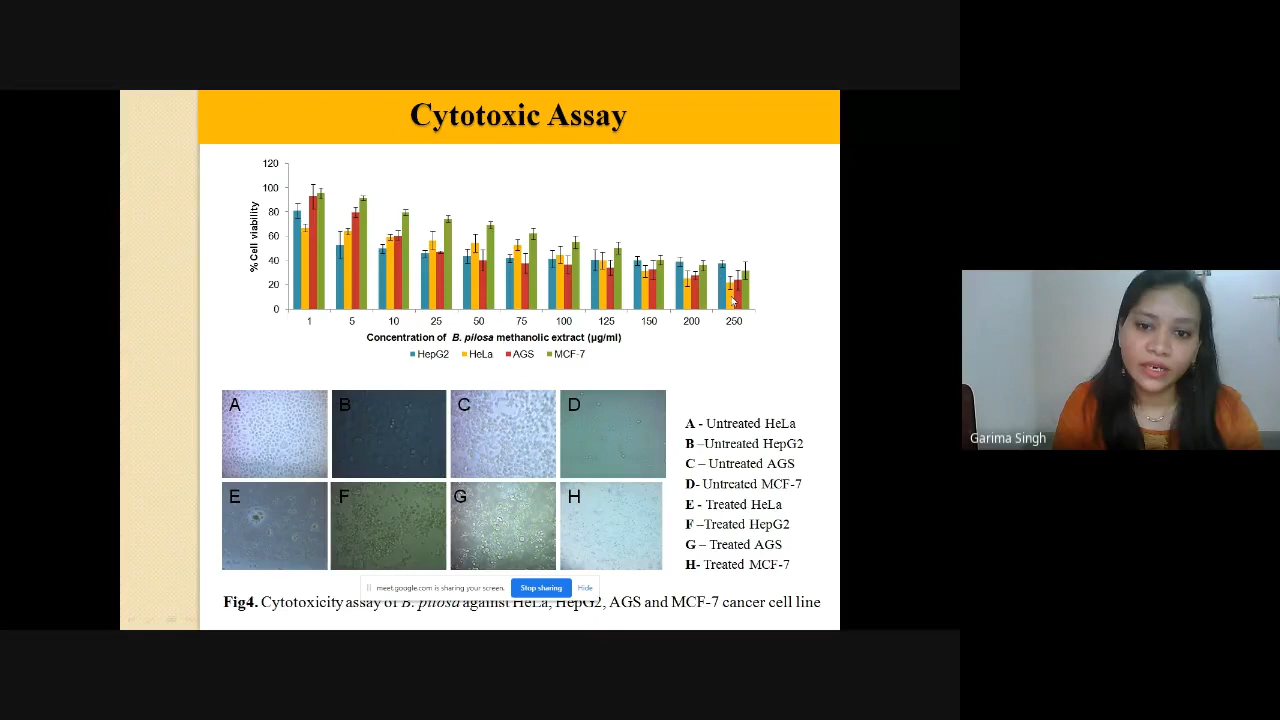 Cytotoxic Assay
120
100
80
60
40
20
0
% Cell viability
1 5 10 25 50 75 100 125 150 200 250
Concentration of B. pilosa methanolic extract (µg/ml)
HepG2 HeLa AGS MCF-7
A B C D
E F G H
A - Untreated HeLa
B –Untreated HepG2
C – Untreated AGS
D- Untreated MCF-7
E - Treated HeLa
F –Treated HepG2
G – Treated AGS
H- Treated MCF-7
meet.google.com is sharing your screen. Stop sharing Hide
Fig4. Cytotoxicity assay of B. pilosa against HeLa, HepG2, AGS and MCF-7 cancer cell line
Garima Singh